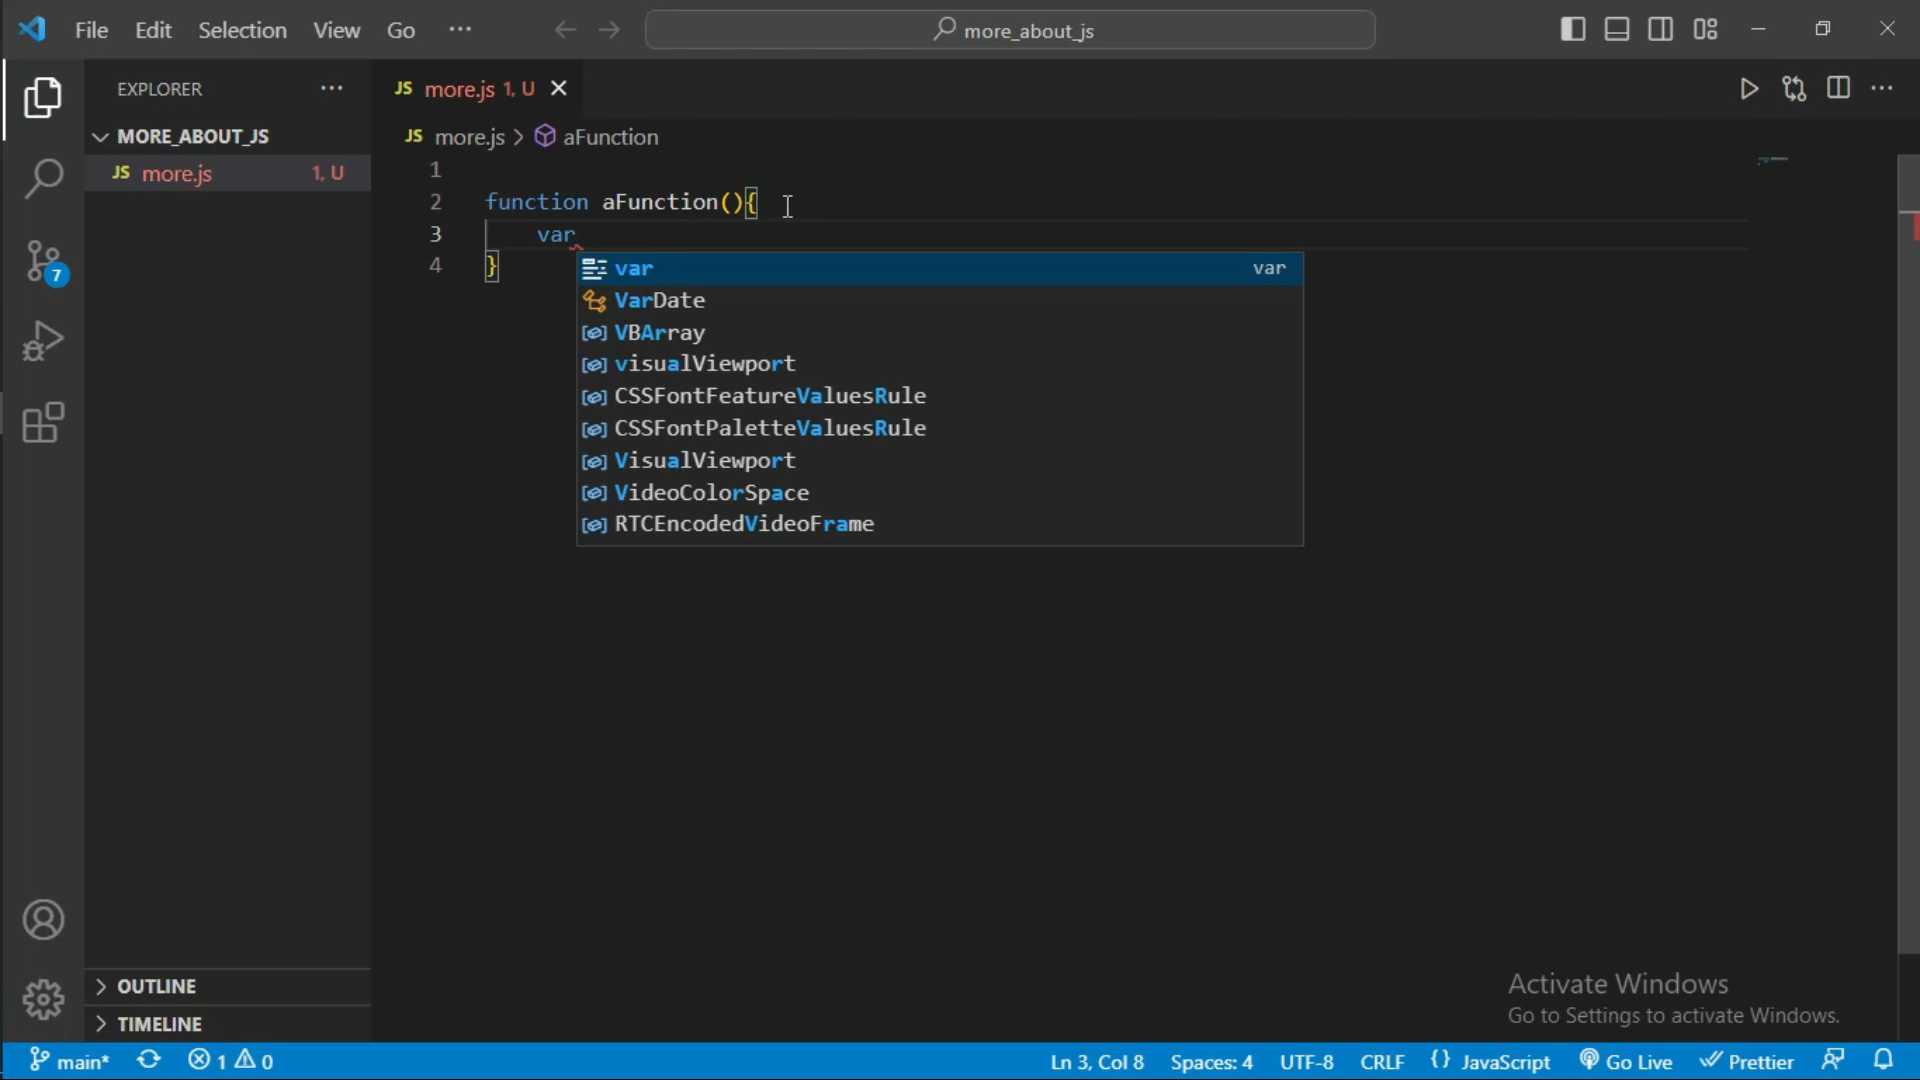 File Edit Selection View Go ···
more_about_js
EXPLORER ···
MORE_ABOUT_JS
JS more.js 1, U
JS more.js 1, U
JS more.js > aFunction
1
2 function aFunction(){
3 var
4 }
var var
VarDate
VBArray
visualViewport
CSSFontFeatureValuesRule
CSSFontPaletteValuesRule
VisualViewport
VideoColorSpace
RTCEncodedVideoFrame
7
OUTLINE
TIMELINE
Activate Windows
Go to Settings to activate Windows.
main* 1 0 Ln 3, Col 8 Spaces: 4 UTF-8 CRLF {} JavaScript Go Live Prettier